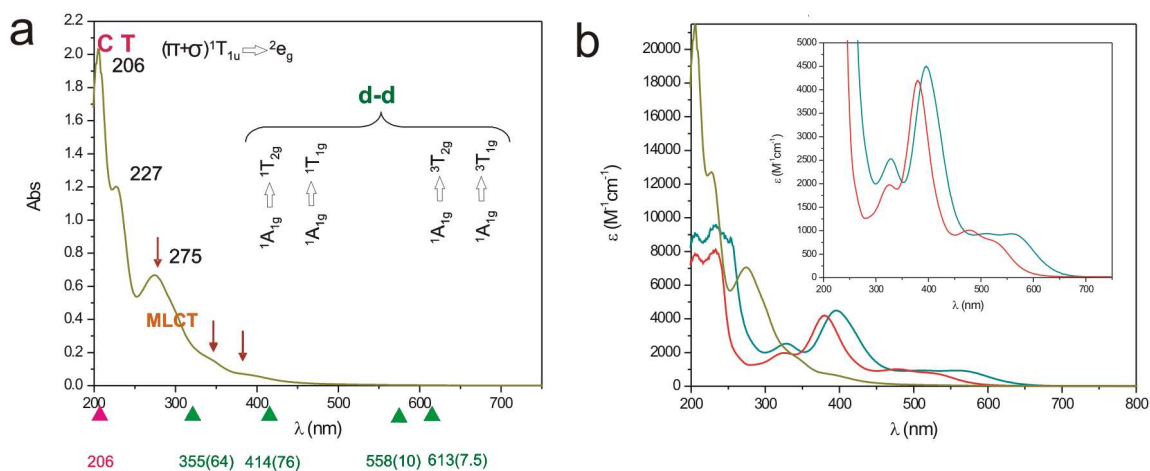 a
2.2
2.0
1.8
1.6
1.4
1.2
1.0
0.8
0.6
0.4
0.2
0.0
Abs
C T
(π+σ)¹T₁ᵤ⇨²e_g
206
227
275
MLCT
d-d
¹A₁g ⇨ ¹T₂g
¹A₁g ⇨ ¹T₁g
¹A₁g ⇨ ³T₂g
¹A₁g ⇨ ³T₁g
200 300 400 500 600 700
λ (nm)
206 355(64) 414(76) 558(10) 613(7.5)
b
20000
18000
16000
14000
12000
10000
8000
6000
4000
2000
0
ε (M⁻¹cm⁻¹)
200 300 400 500 600 700 800
λ (nm)
5000
4500
4000
3500
3000
2500
2000
1500
1000
500
0
ε (M⁻¹cm⁻¹)
200 300 400 500 600 700
λ (nm)